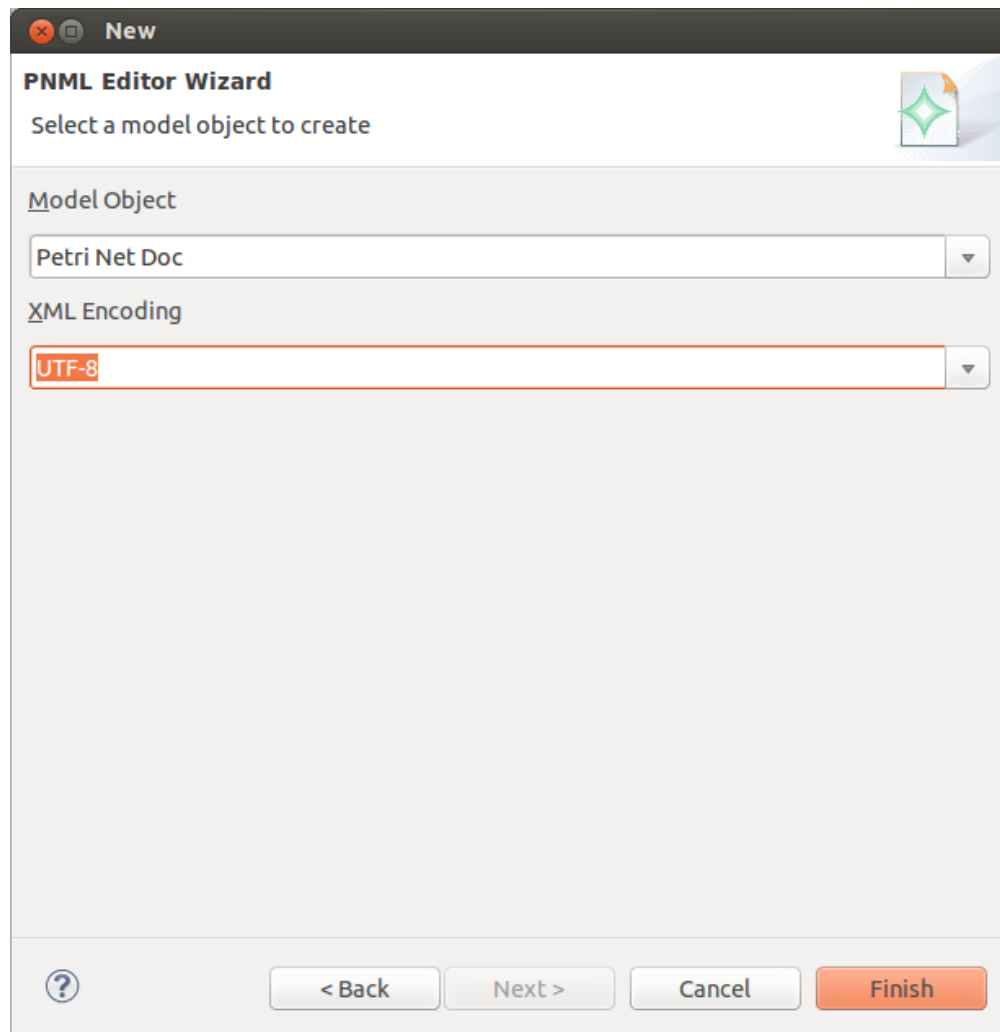 New
PNML Editor Wizard
Select a model object to create
Model Object
Petri Net Doc
XML Encoding
UTF-8
?
< Back Next > Cancel Finish